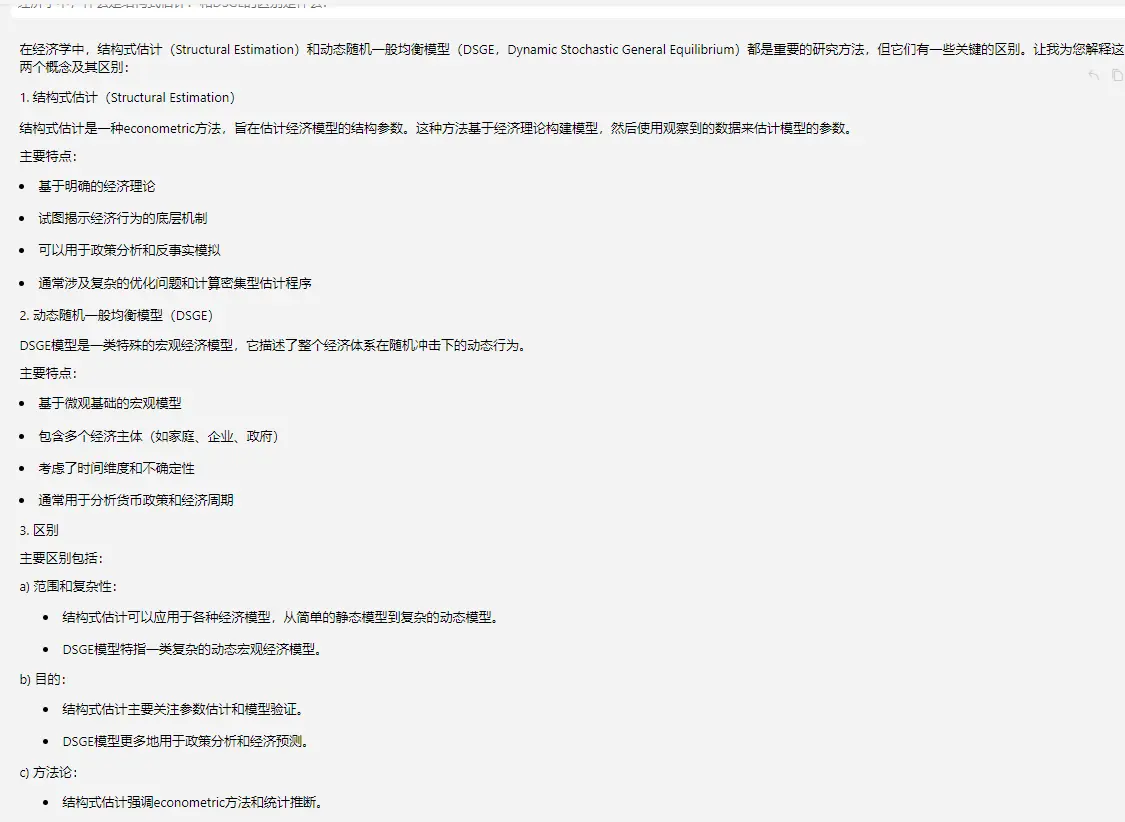 在经济学中，结构式估计（Structural Estimation）和动态随机一般均衡模型（DSGE，Dynamic Stochastic General Equilibrium）都是重要的研究方法，但它们有一些关键的区别。让我为您解释这
两个概念及其区别：
1. 结构式估计（Structural Estimation）
结构式估计是一种econometric方法，旨在估计经济模型的结构参数。这种方法基于经济理论构建模型，然后使用观察到的数据来估计模型的参数。
主要特点：
• 基于明确的经济理论
• 试图揭示经济行为的底层机制
• 可以用于政策分析和反事实模拟
• 通常涉及复杂的优化问题和计算密集型估计程序
2. 动态随机一般均衡模型（DSGE）
DSGE模型是一类特殊的宏观经济模型，它描述了整个经济体系在随机冲击下的动态行为。
主要特点：
• 基于微观基础的宏观模型
• 包含多个经济主体（如家庭、企业、政府）
• 考虑了时间维度和不确定性
• 通常用于分析货币政策和经济周期
3. 区别
主要区别包括：
a) 范围和复杂性：
• 结构式估计可以应用于各种经济模型，从简单的静态模型到复杂的动态模型。
• DSGE模型特指一类复杂的动态宏观经济模型。
b) 目的：
• 结构式估计主要关注参数估计和模型验证。
• DSGE模型更多地用于政策分析和经济预测。
c) 方法论：
• 结构式估计强调econometric方法和统计推断。